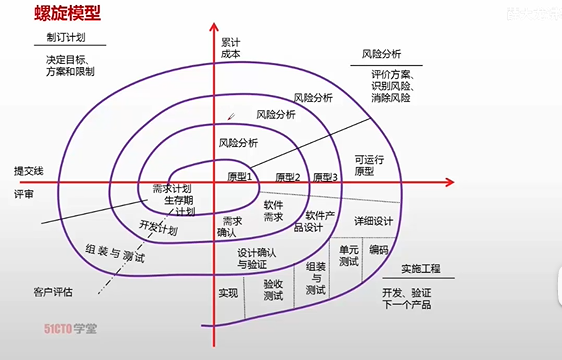 螺旋模型
制订计划
决定目标、
方案和限制
累计
成本
风险分析
评价方案、
识别风险、
消除风险
风险分析
风险分析
风险分析
提交线
评审
原型1
原型2
原型3
可运行
原型
需求计划
生存期
计划
开发计划
组装与测试
需求
确认
软件
需求
软件产
品设计
详细设计
设计确认
与验证
组装
与
测试
单元
测试
编码
实现
验收
测试
客户评估
实施工程
开发、验证
下一个产品
51CTO学堂